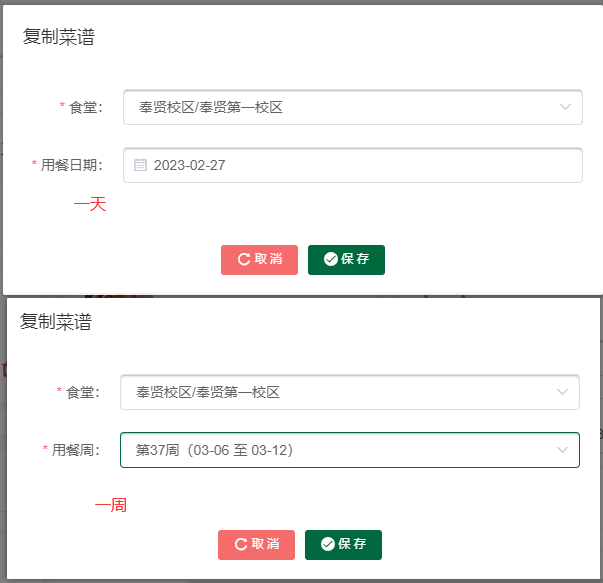 复制菜谱
* 食堂： 奉贤校区/奉贤第一校区
* 用餐日期： 2023-02-27
一天
取消 保存
复制菜谱
* 食堂： 奉贤校区/奉贤第一校区
* 用餐周： 第37周（03-06 至 03-12）
一周
取消 保存